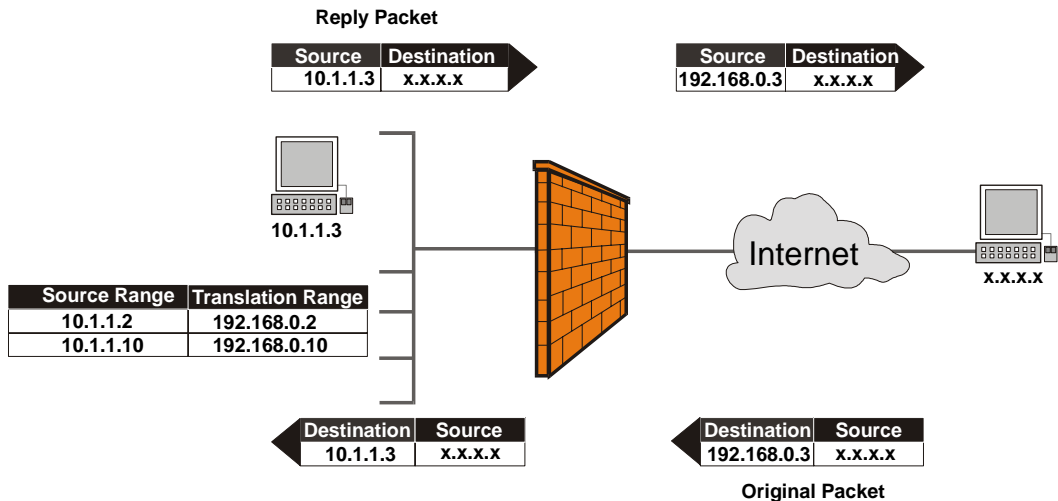 Reply Packet
Source Destination
10.1.1.3 x.x.x.x
Source Destination
192.168.0.3 x.x.x.x
10.1.1.3
Internet
x.x.x.x
Source Range Translation Range
10.1.1.2 192.168.0.2
10.1.1.10 192.168.0.10
Destination Source
10.1.1.3 x.x.x.x
Destination Source
192.168.0.3 x.x.x.x
Original Packet